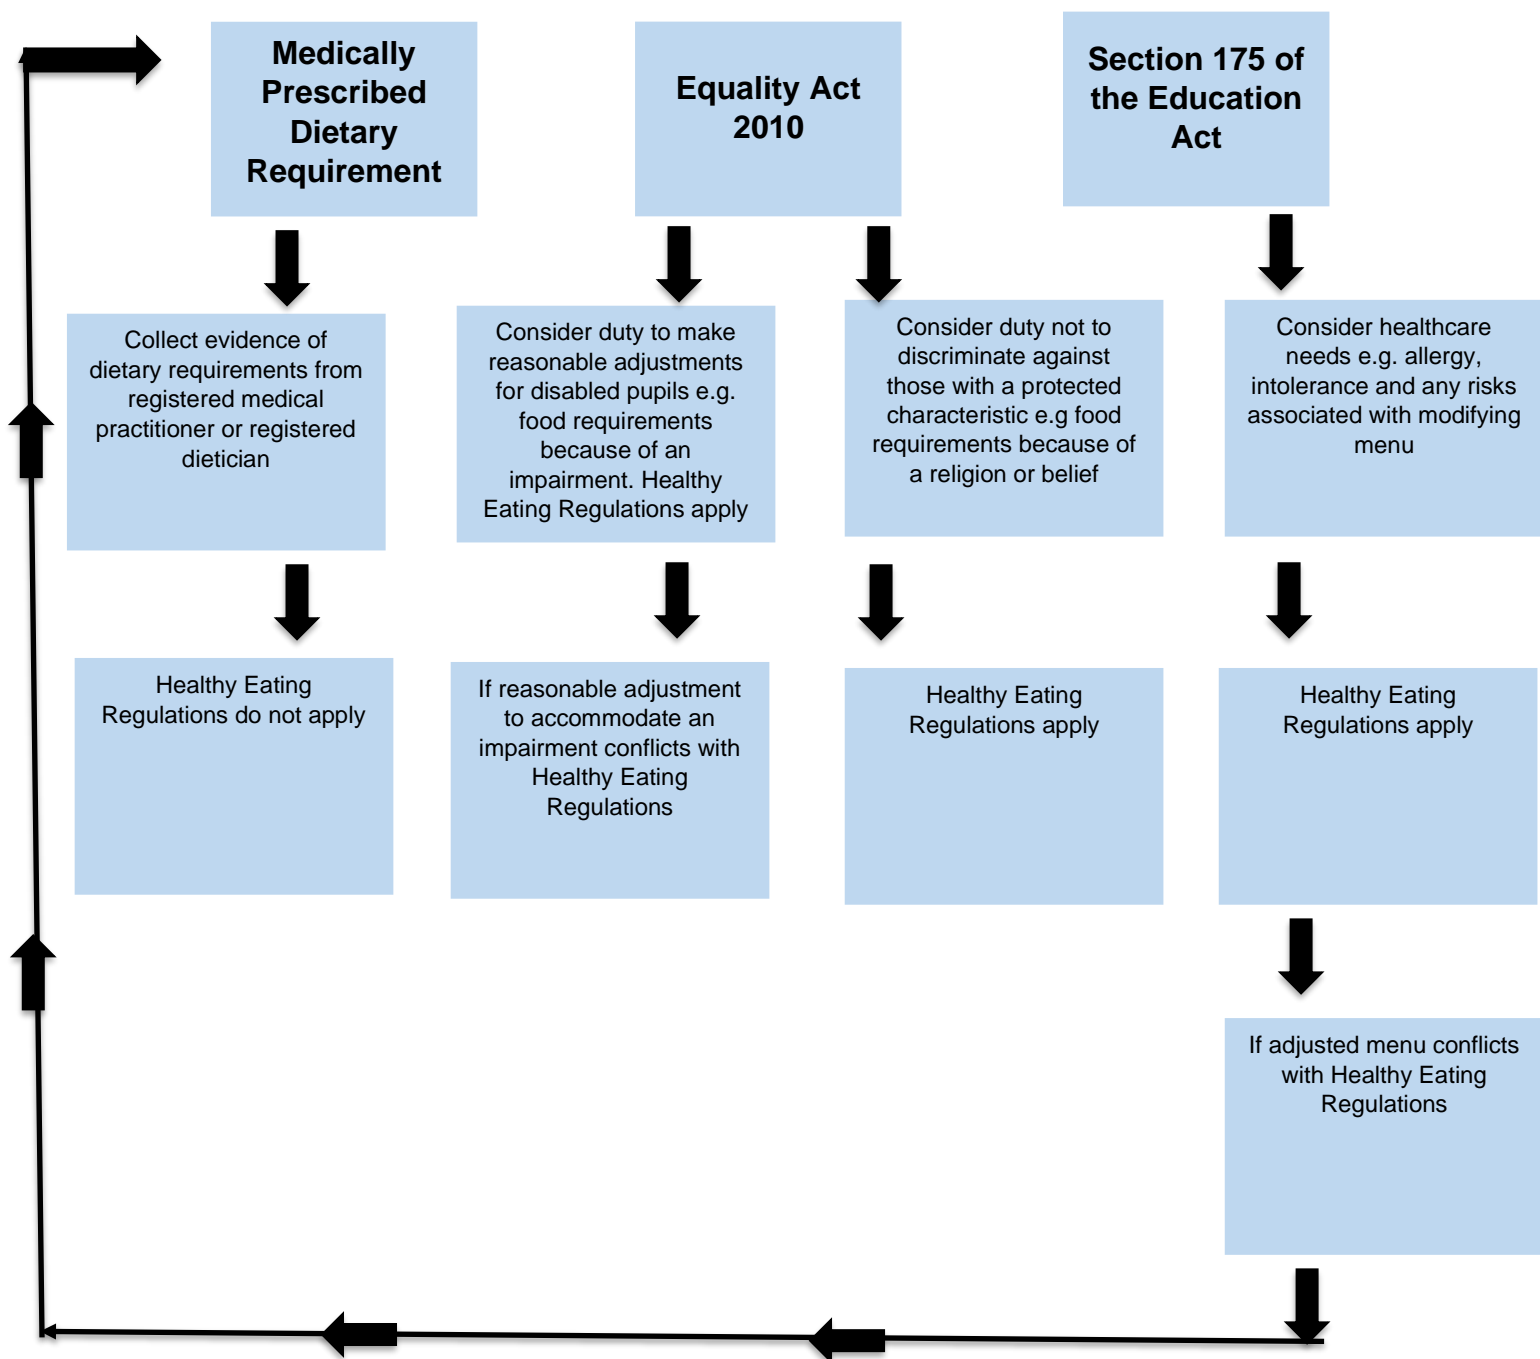 Medically
Prescribed
Dietary
Requirement
Equality Act
2010
Section 175 of
the Education
Act
Collect evidence of
dietary requirements from
registered medical
practitioner or registered
dietician
Consider duty to make
reasonable adjustments
for disabled pupils e.g.
food requirements
because of an
impairment. Healthy
Eating Regulations apply
Consider duty not to
discriminate against
those with a protected
characteristic e.g food
requirements because of
a religion or belief
Consider healthcare
needs e.g. allergy,
intolerance and any risks
associated with modifying
menu
Healthy Eating
Regulations do not apply
If reasonable adjustment
to accommodate an
impairment conflicts with
Healthy Eating
Regulations
Healthy Eating
Regulations apply
Healthy Eating
Regulations apply
If adjusted menu conflicts
with Healthy Eating
Regulations